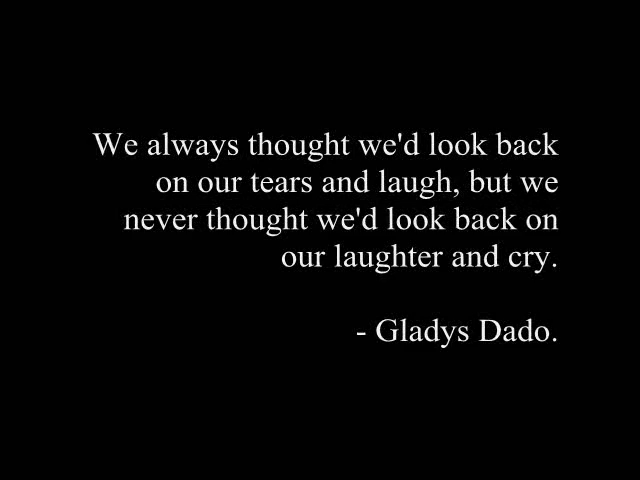 We always thought we'd look back
on our tears and laugh, but we
never thought we'd look back on
our laughter and cry.
- Gladys Dado.